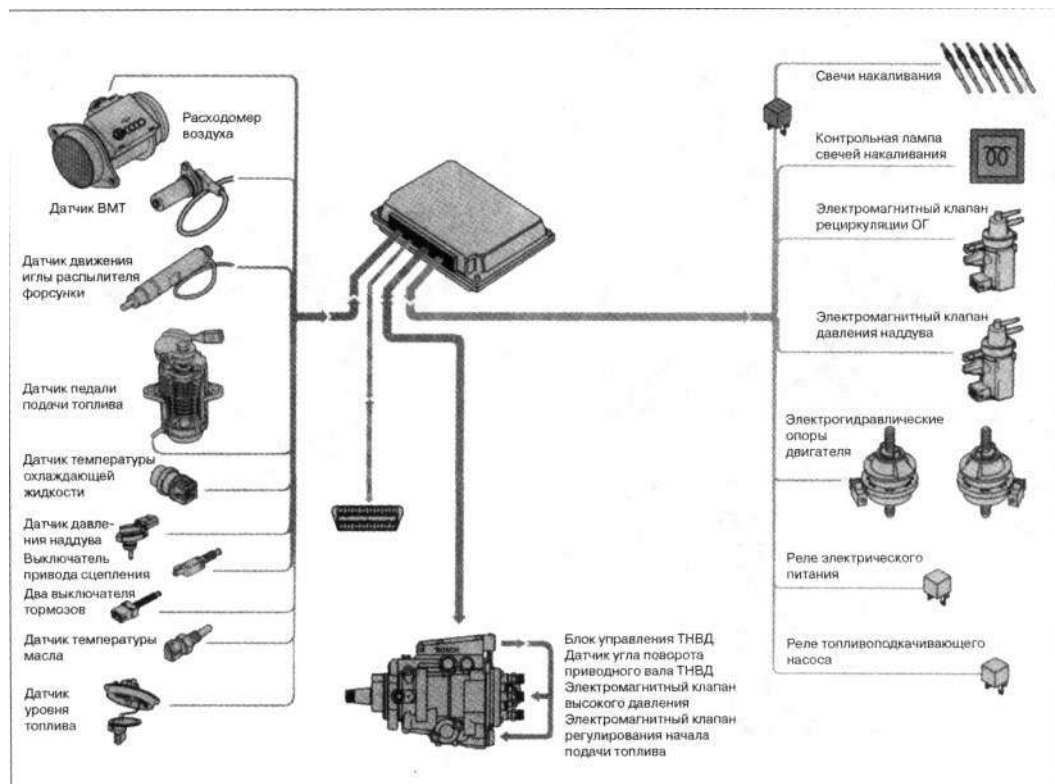 Расходомер
воздуха
Датчик ВМТ
Датчик движения
иглы распылителя
форсунки
Датчик педали
подачи топлива
Датчик температуры
охлаждающей
жидкости
Датчик давле-
ния наддува
Выключатель
привода сцепления
Два выключателя
тормозов
Датчик температуры
масла
Датчик
уровня
топлива
BOSCH
Блок управления ТНВД
Датчик угла поворота
приводного вала ТНВД
Электромагнитный клапан
высокого давления
Электромагнитный клапан
регулирования начала
подачи топлива
Свечи накаливания
Контрольная лампа
свечей накаливания
Электромагнитный клапан
рециркуляции ОГ
Электромагнитный клапан
давления наддува
Электрогидравлические
опоры
двигателя
Реле электрического
питания
Реле топливоподкачивающего
насоса